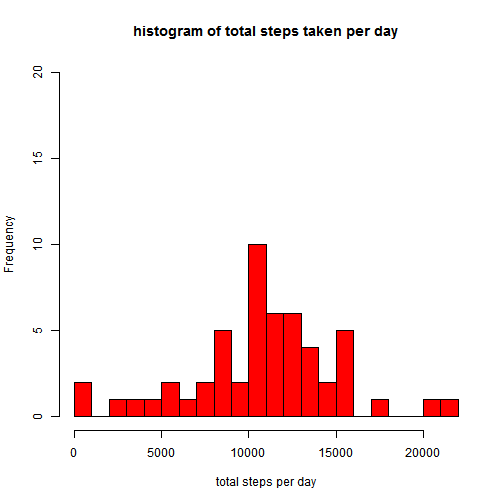 histogram of total steps taken per day
20
15
10
5
0
Frequency
0 5000 10000 15000 20000
total steps per day